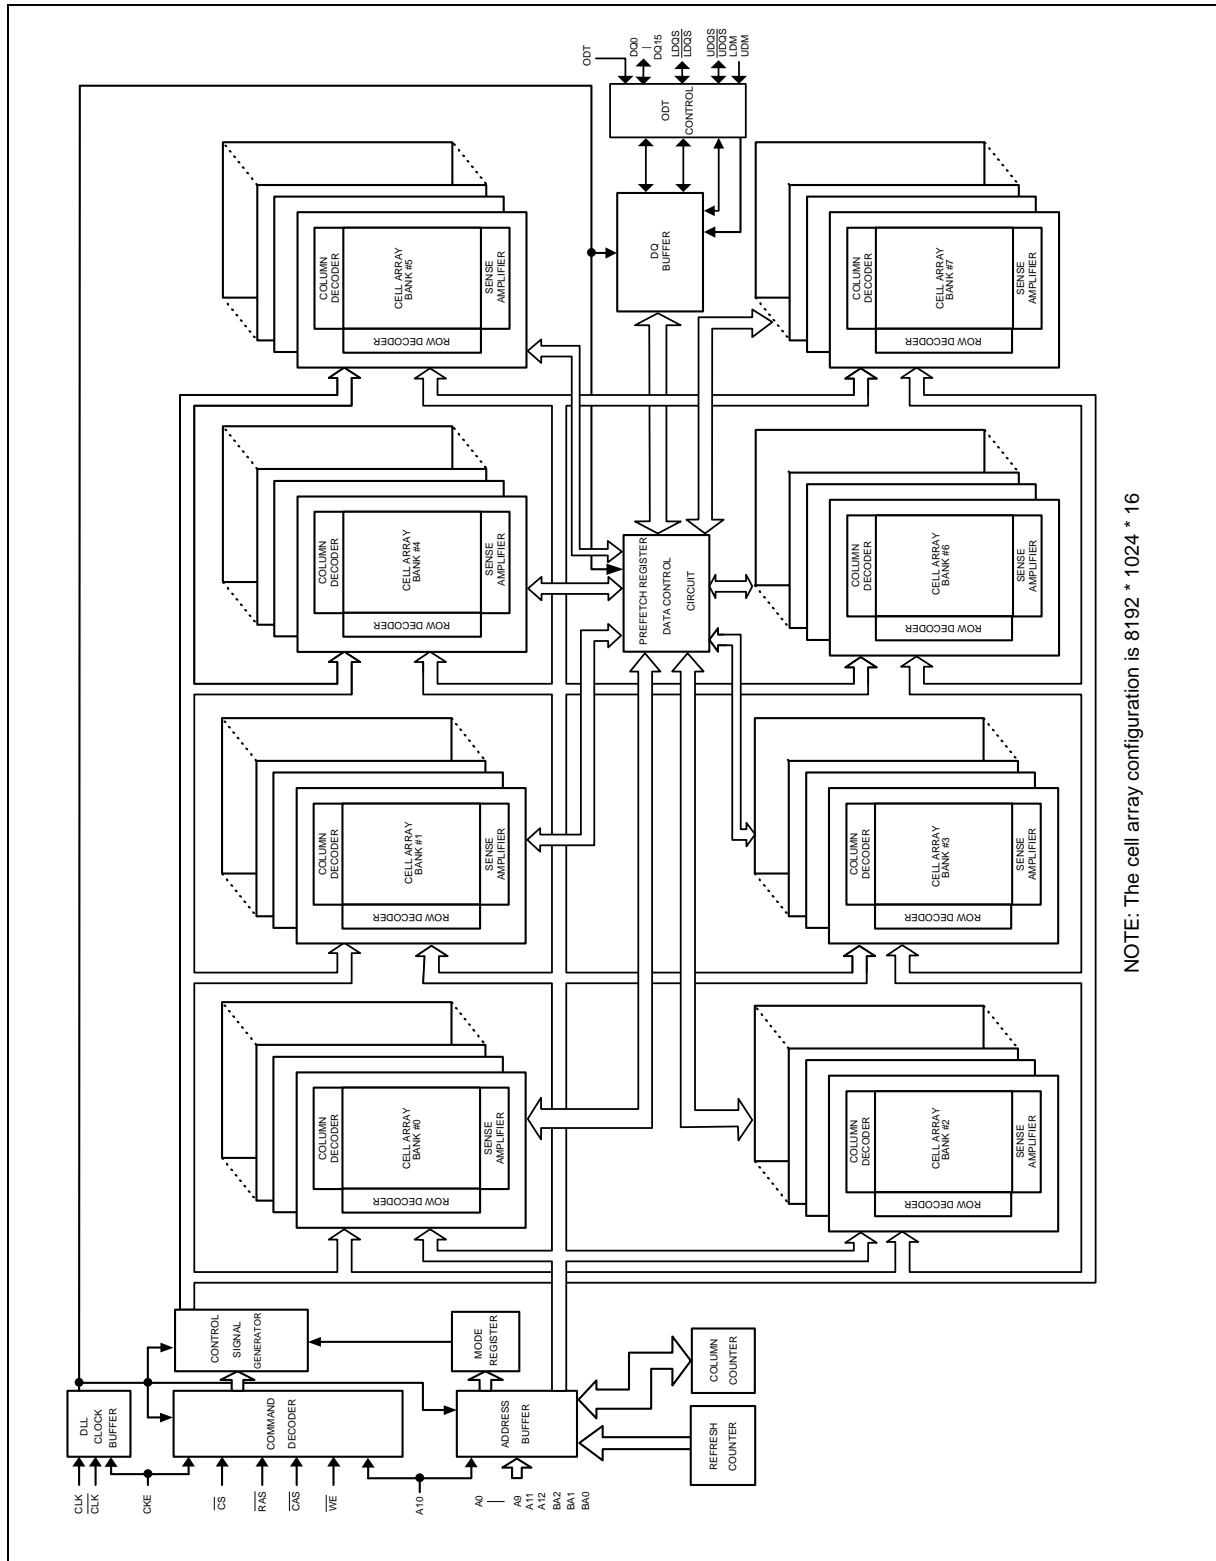 CLK
CLK
CKE
CS
RAS
CAS
WE
A10
A0
A9
A11
A12
BA2
BA1
BA0
DLL
CLOCK
BUFFER
COMMAND
DECODER
ADDRESS
BUFFER
REFRESH
COUNTER
COLUMN
COUNTER
CONTROL
SIGNAL
GENERATOR
MODE
REGISTER
COLUMN
DECODER
CELL ARRAY
BANK #0
SENSE
AMPLIFIER
ROW DECODER
COLUMN
DECODER
CELL ARRAY
BANK #1
SENSE
AMPLIFIER
ROW DECODER
COLUMN
DECODER
CELL ARRAY
BANK #4
SENSE
AMPLIFIER
ROW DECODER
COLUMN
DECODER
CELL ARRAY
BANK #5
SENSE
AMPLIFIER
ROW DECODER
COLUMN
DECODER
CELL ARRAY
BANK #2
SENSE
AMPLIFIER
ROW DECODER
COLUMN
DECODER
CELL ARRAY
BANK #3
SENSE
AMPLIFIER
ROW DECODER
COLUMN
DECODER
CELL ARRAY
BANK #6
SENSE
AMPLIFIER
ROW DECODER
COLUMN
DECODER
CELL ARRAY
BANK #7
SENSE
AMPLIFIER
ROW DECODER
PREFETCH REGISTER
DATA CONTROL
CIRCUIT
DQ
BUFFER
ODT
CONTROL
ODT
DQ0
DQ15
LDQS
LDQS
UDQS
UDQS
LDM
UDM
NOTE: The cell array configuration is 8192 * 1024 * 16